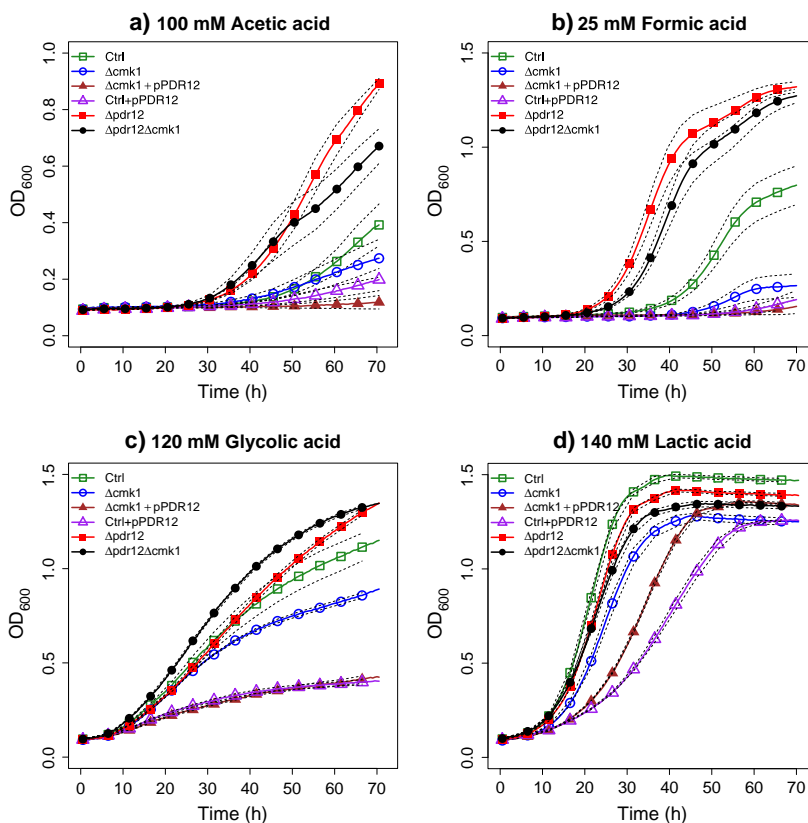 a) 100 mM Acetic acid
OD600
1.0
0.8
0.6
0.4
0.2
0.0
Ctrl
Δcmk1
Δcmk1 + pPDR12
Ctrl+pPDR12
Δpdr12
Δpdr12Δcmk1
0 10 20 30 40 50 60 70
Time (h)
b) 25 mM Formic acid
OD600
1.5
1.0
0.5
0.0
Ctrl
Δcmk1
Δcmk1 + pPDR12
Ctrl+pPDR12
Δpdr12
Δpdr12Δcmk1
0 10 20 30 40 50 60 70
Time (h)
c) 120 mM Glycolic acid
OD600
1.5
1.0
0.5
0.0
Ctrl
Δcmk1
Δcmk1 + pPDR12
Ctrl+pPDR12
Δpdr12
Δpdr12Δcmk1
0 10 20 30 40 50 60 70
Time (h)
d) 140 mM Lactic acid
OD600
1.5
1.0
0.5
0.0
Ctrl
Δcmk1
Δcmk1 + pPDR12
Ctrl+pPDR12
Δpdr12
Δpdr12Δcmk1
0 10 20 30 40 50 60 70
Time (h)